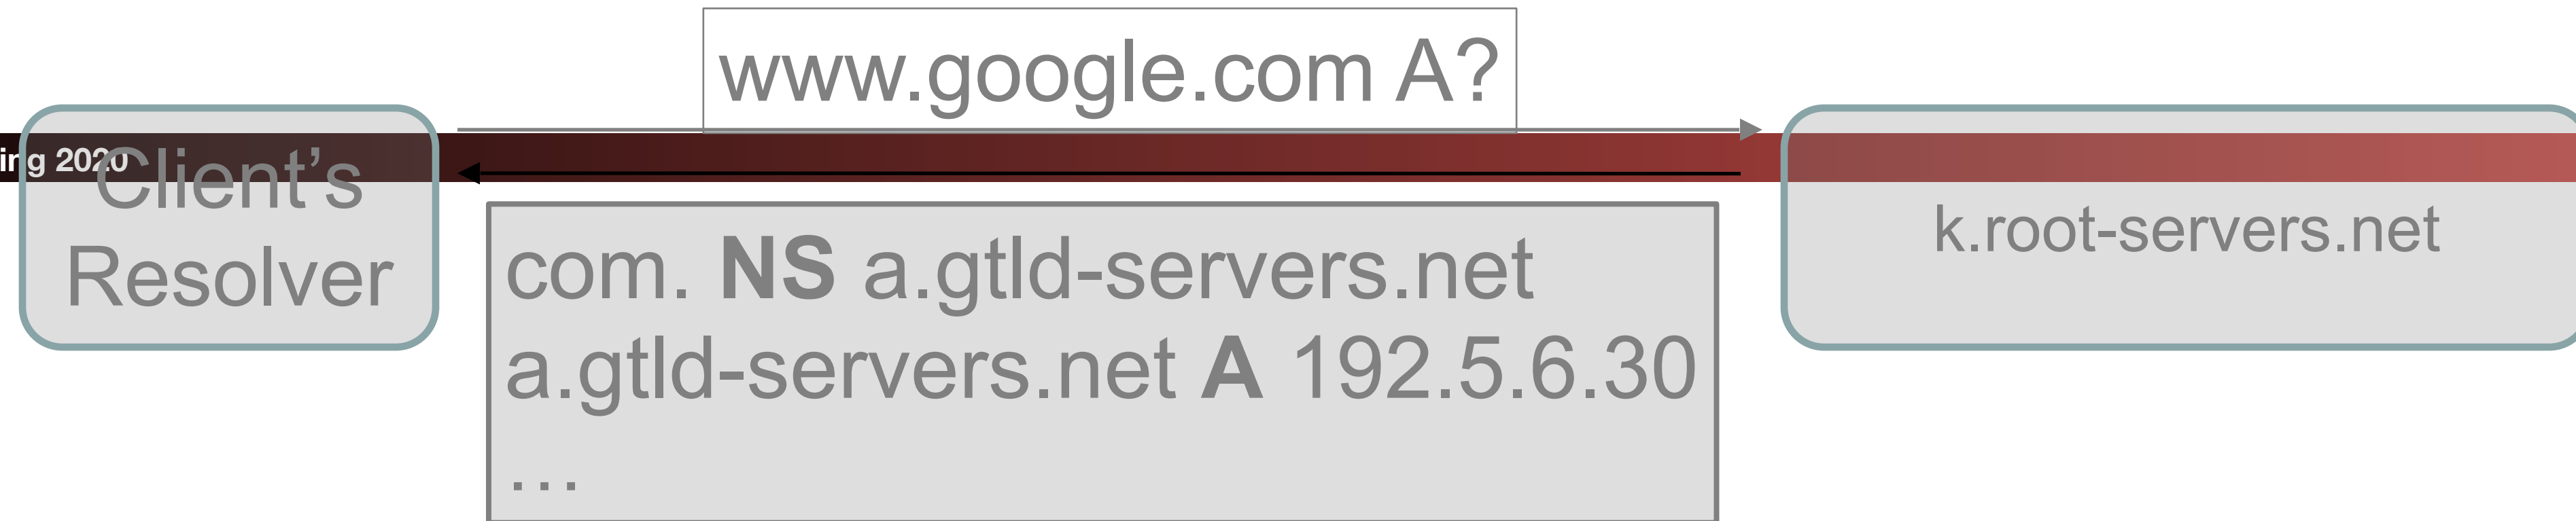 www.google.com A?
ing 2020
Client's
Resolver
com. NS a.gtld-servers.net
a.gtld-servers.net A 192.5.6.30
…
k.root-servers.net